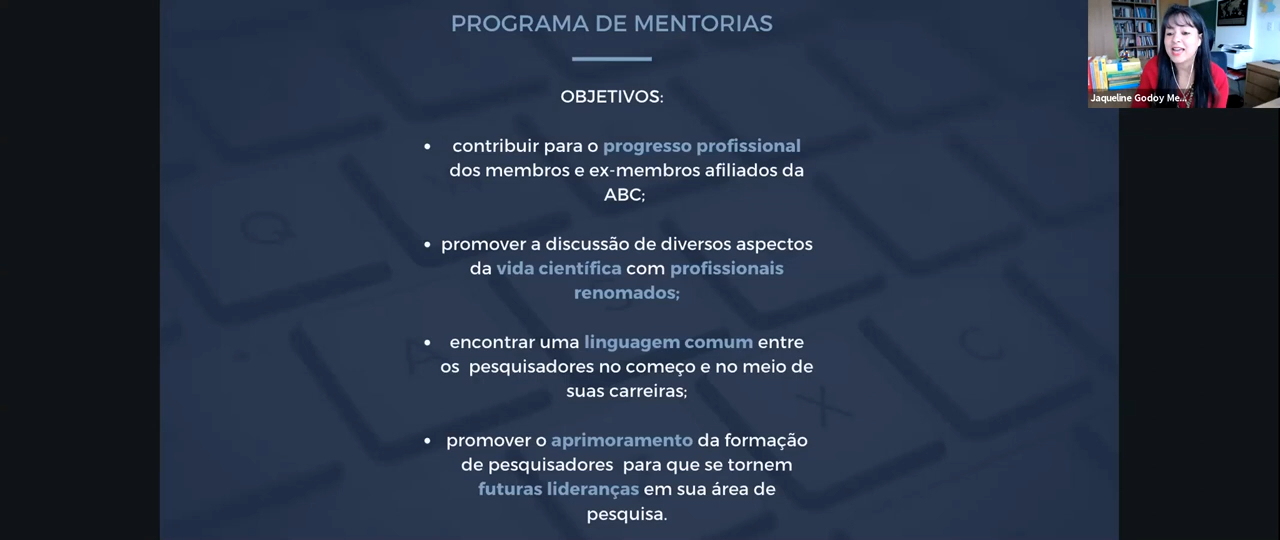 PROGRAMA DE MENTORIAS
Jaqueline Godoy Me...
OBJETIVOS:
• contribuir para o progresso profissional
dos membros e ex-membros afiliados da
ABC;
• promover a discussão de diversos aspectos
da vida científica com profissionais
renomados;
• encontrar uma linguagem comum entre
os pesquisadores no começo e no meio de
suas carreiras;
• promover o aprimoramento da formação
de pesquisadores para que se tornem
futuras lideranças em sua área de
pesquisa.
Q
A
S
X
C